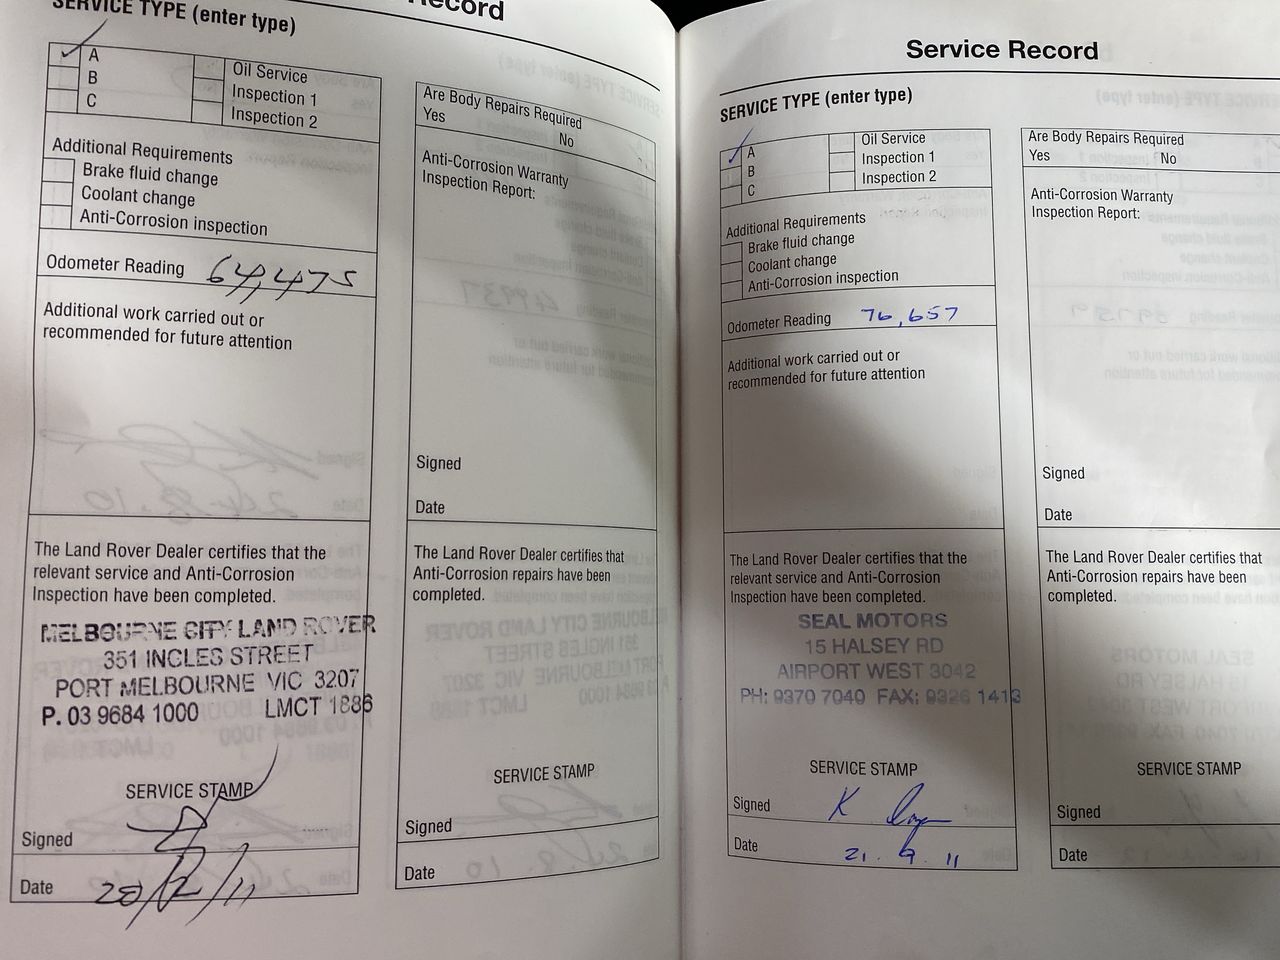 Record
SERVICE TYPE (enter type)
A
B
C
Oil Service
Inspection 1
Inspection 2
Additional Requirements
Brake fluid change
Coolant change
Anti-Corrosion inspection
Odometer Reading 64,475
Additional work carried out or
recommended for future attention
The Land Rover Dealer certifies that the
relevant service and Anti-Corrosion
Inspection have been completed.
MELBOURNE CITY LAND ROVER
351 INGLES STREET
PORT MELBOURNE VIC 3207
P. 03 9684 1000 LMCT 1886
SERVICE STAMP
Signed
Date 20/12/11
Are Body Repairs Required
Yes No
Anti-Corrosion Warranty
Inspection Report:
Signed
Date
The Land Rover Dealer certifies that
Anti-Corrosion repairs have been
completed.
SERVICE STAMP
Signed
Date
Service Record
SERVICE TYPE (enter type)
A
B
C
Oil Service
Inspection 1
Inspection 2
Additional Requirements
Brake fluid change
Coolant change
Anti-Corrosion inspection
Odometer Reading 76,657
Additional work carried out or
recommended for future attention
The Land Rover Dealer certifies that the
relevant service and Anti-Corrosion
Inspection have been completed.
SEAL MOTORS
15 HALSEY RD
AIRPORT WEST 3042
PH: 9370 7040 FAX: 9326 1413
SERVICE STAMP
Signed K
Date 21.9.11
Are Body Repairs Required
Yes No
Anti-Corrosion Warranty
Inspection Report:
Signed
Date
The Land Rover Dealer certifies that
Anti-Corrosion repairs have been
completed.
SERVICE STAMP
Signed
Date